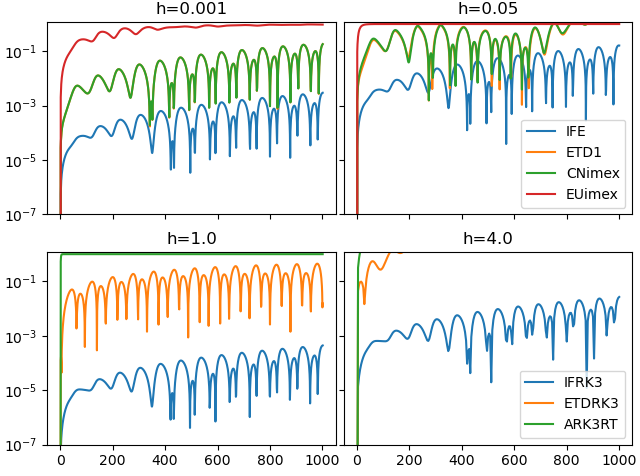 h=0.001
h=0.05
10⁻¹
10⁻³
10⁻⁵
10⁻⁷
IFE
ETD1
CNimex
EUimex
h=1.0
h=4.0
10⁻¹
10⁻³
10⁻⁵
10⁻⁷
IFRK3
ETDRK3
ARK3RT
0 200 400 600 800 1000
0 200 400 600 800 1000